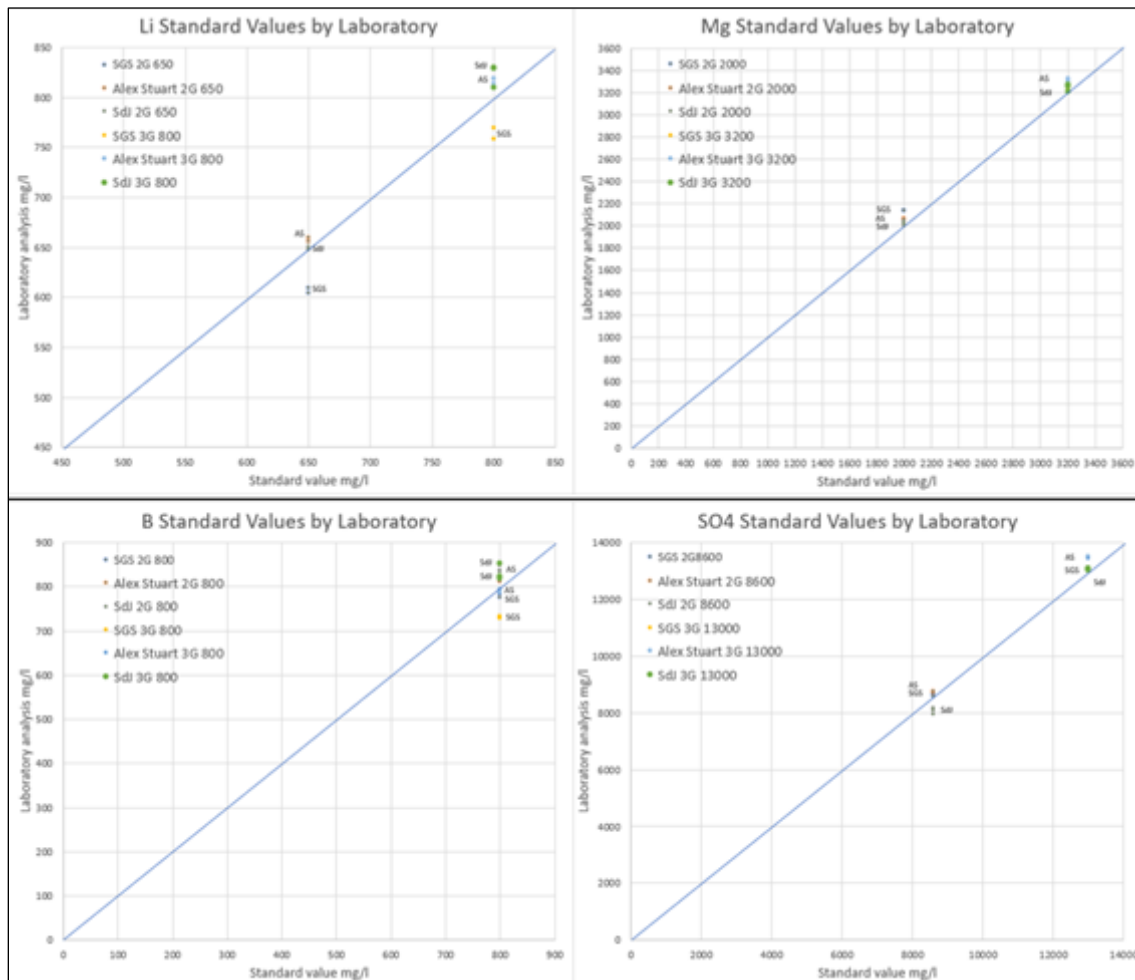 Li Standard Values by Laboratory
850
800
750
700
650
600
550
500
450
Laboratory analysis mg/l
SGS 2G 650
Alex Stuart 2G 650
SdJ 2G 650
SGS 3G 800
Alex Stuart 3G 800
SdJ 3G 800
SdJ
AS
SGS
AS
SdJ
SGS
450 500 550 600 650 700 750 800 850
Standard value mg/l
Mg Standard Values by Laboratory
3600
3400
3200
3000
2800
2600
2400
2200
2000
1800
1600
1400
1200
1000
800
600
400
200
0
Laboratory analysis mg/l
SGS 2G 2000
Alex Stuart 2G 2000
SdJ 2G 2000
SGS 3G 3200
Alex Stuart 3G 3200
SdJ 3G 3200
AS
SdJ
SGS
AS
SdJ
0 200 400 600 800 1000 1200 1400 1600 1800 2000 2200 2400 2600 2800 3000 3200 3400 3600
Standard value mg/l
B Standard Values by Laboratory
900
800
700
600
500
400
300
200
100
0
Laboratory analysis mg/l
SGS 2G 800
Alex Stuart 2G 800
SdJ 2G 800
SGS 3G 800
Alex Stuart 3G 800
SdJ 3G 800
SdJ
AS
SdJ
AS
SGS
SGS
0 100 200 300 400 500 600 700 800 900
Standard value mg/l
SO4 Standard Values by Laboratory
14000
12000
10000
8000
6000
4000
2000
0
Laboratory analysis mg/l
SGS 2G8600
Alex Stuart 2G 8600
SdJ 2G 8600
SGS 3G 13000
Alex Stuart 3G 13000
SdJ 3G 13000
AS
SGS
SdJ
AS
SGS
SdJ
0 2000 4000 6000 8000 10000 12000 14000
Standard value mg/l